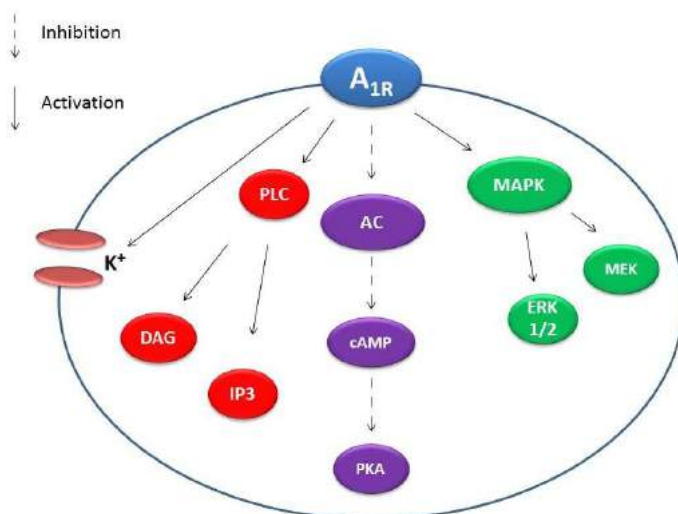 Inhibition
Activation
A1R
PLC
AC
MAPK
K+
MEK
ERK
1/2
DAG
cAMP
IP3
PKA